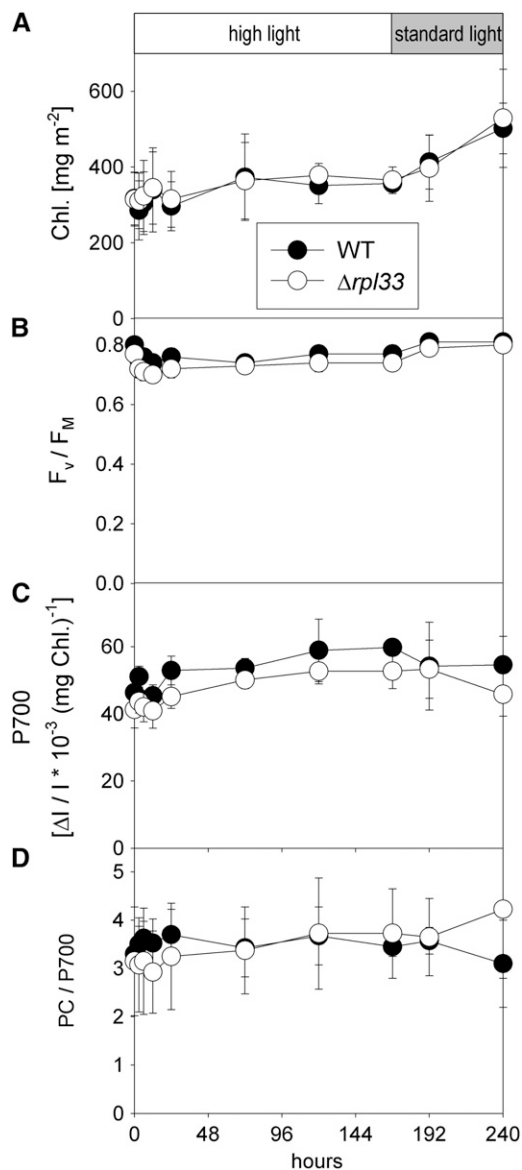 A
high light
standard light
600
400
200
0
Chl. [mg m-2]
WT
Δrpl33
B
0.8
0.6
0.4
0.2
0.0
Fv / FM
C
60
40
20
0
P700
[ΔI / I * 10-3 (mg Chl.)-1]
D
5
4
3
2
1
0
PC / P700
0 48 96 144 192 240
hours